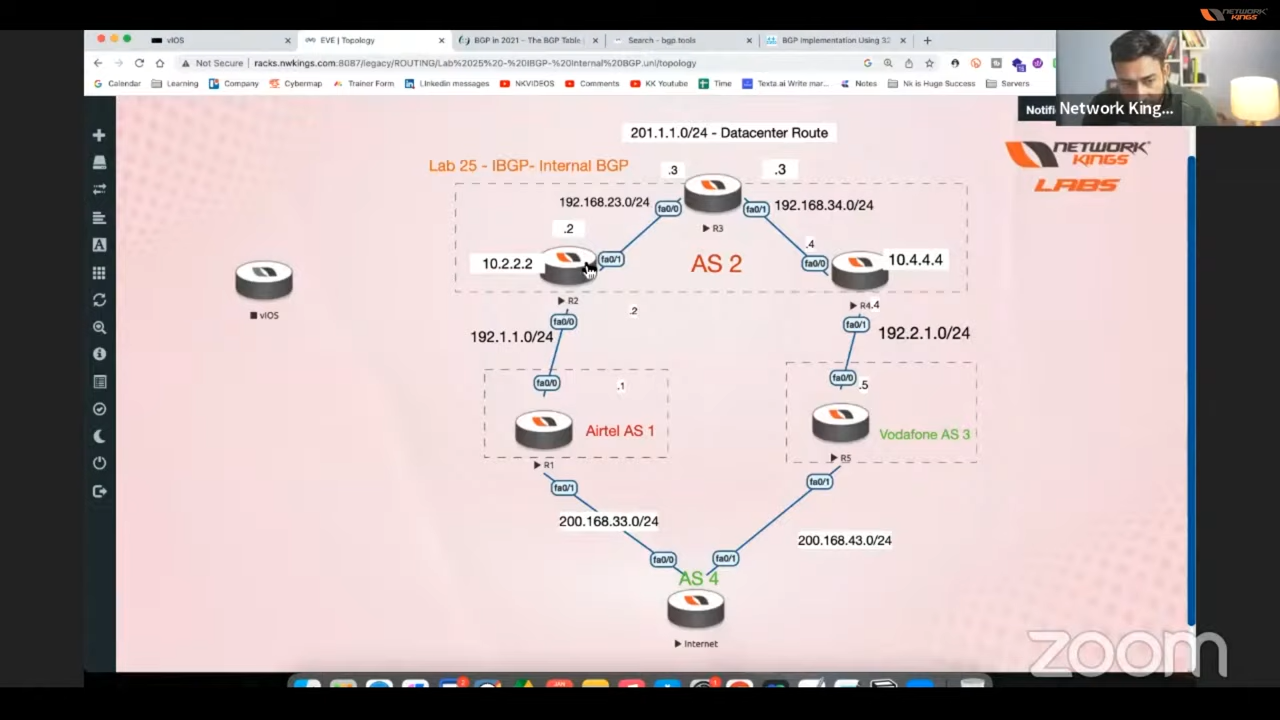 NETWORK KINGS
vIOS
EVE | Topology
BGP in 2021 – The BGP Table
Search - bgp.tools
BGP Implementation Using 32
Not Secure | racks.nwkings.com:8087/legacy/ROUTING/Lab%2025%20-%20IBGP-%20Internal%20BGP.unl/topology
Calendar
Learning
Company
Cybermap
Trainer Form
Linkedin messages
NKVIDEOS
Comments
KK Youtube
Time
Texta.ai Write mar...
Notes
Nk is Huge Success
Servers
Notifi
Network King...
201.1.1.0/24 - Datacenter Route
NETWORK KINGS LABS
Lab 25 - IBGP- Internal BGP
.3
.3
192.168.23.0/24
fa0/0
fa0/1
192.168.34.0/24
R3
.2
.4
10.2.2.2
fa0/1
AS 2
fa0/0
10.4.4.4
R2
R4
.4
vIOS
.2
fa0/0
fa0/1
192.1.1.0/24
192.2.1.0/24
fa0/0
.1
fa0/0
.5
Airtel AS 1
Vodafone AS 3
R1
R5
fa0/1
fa0/1
200.168.33.0/24
200.168.43.0/24
fa0/0
fa0/1
AS 4
Internet
zoom